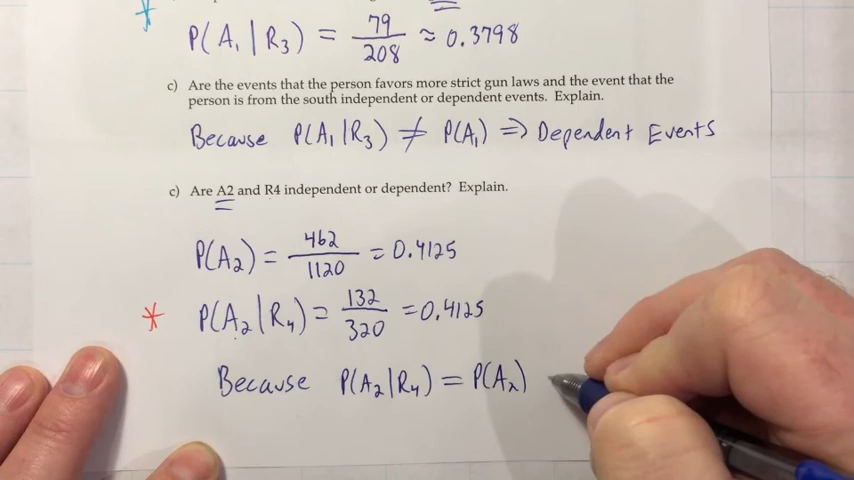 P(A₁|R₃) = 79/208 ≈ 0.3798
c) Are the events that the person favors more strict gun laws and the event that the
person is from the south independent or dependent events. Explain.
Because P(A₁|R₃) ≠ P(A₁) ⇒ Dependent Events
c) Are A2 and R4 independent or dependent? Explain.
P(A₂) = 462/1120 = 0.4125
* P(A₂|R₄) = 132/320 = 0.4125
Because P(A₂|R₄) = P(A₂)